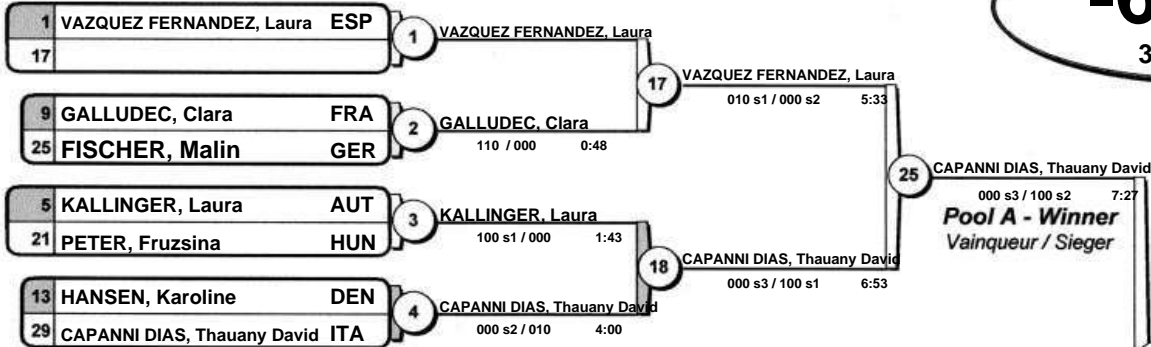 1 VAZQUEZ FERNANDEZ, Laura ESP
17
1
VAZQUEZ FERNANDEZ, Laura
9 GALLUDEC, Clara FRA
25 FISCHER, Malin GER
2
GALLUDEC, Clara
110 / 000 0:48
17
VAZQUEZ FERNANDEZ, Laura
010 s1 / 000 s2 5:33
5 KALLINGER, Laura AUT
21 PETER, Fruzsina HUN
3
KALLINGER, Laura
100 s1 / 000 1:43
13 HANSEN, Karoline DEN
29 CAPANNI DIAS, Thauany David ITA
4
CAPANNI DIAS, Thauany David
000 s2 / 010 4:00
18
CAPANNI DIAS, Thauany David
000 s3 / 100 s1 6:53
25
CAPANNI DIAS, Thauany David
000 s3 / 100 s2 7:27
Pool A - Winner
Vainqueur / Sieger
3